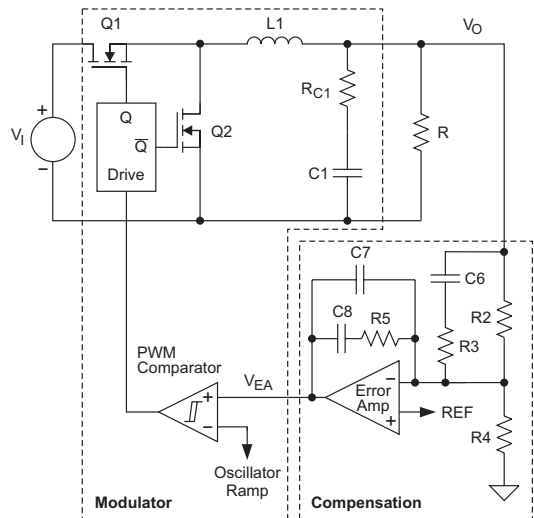 Q1
L1
V_O
R_C1
Q
Q̅
Q2
R
+
V_I
−
Drive
C1
C7
C6
C8
R5
R2
R3
PWM
Comparator
V_EA
Error
Amp
−
+
REF
R4
+
−
Oscillator
Ramp
Modulator
Compensation